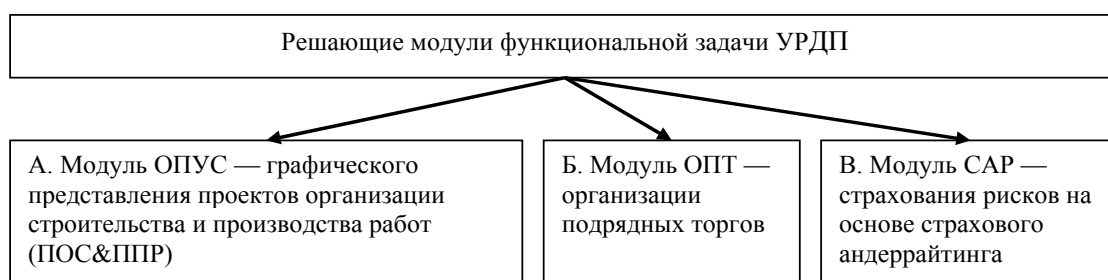 Решающие модули функциональной задачи УРДП
А. Модуль ОПУС — графического
представления проектов организации
строительства и производства работ
(ПОС&ППР)
Б. Модуль ОПТ —
организации
подрядных торгов
В. Модуль САР —
страхования рисков на
основе страхового
андеррайтинга